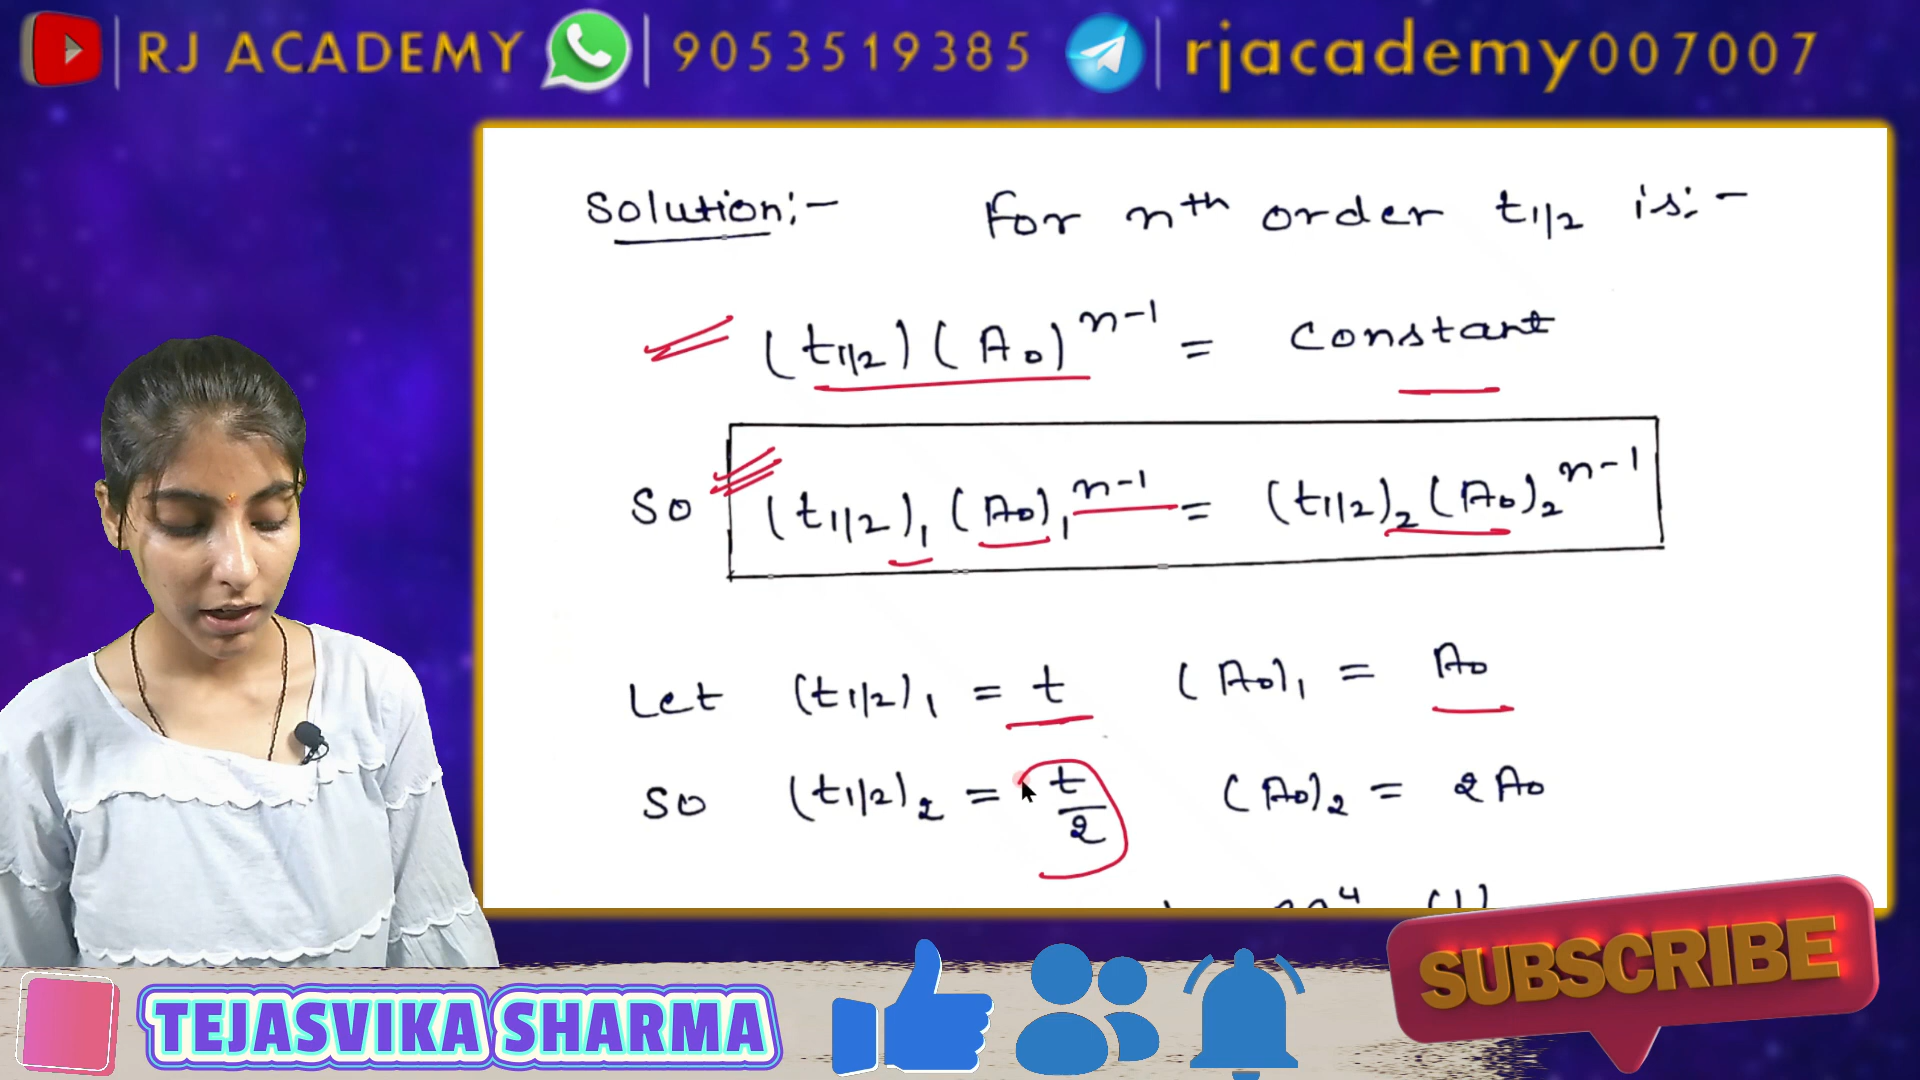 RJ ACADEMY 9053519385 rjacademy007007
Solution:- For nth order t1/2 is:-
(t1/2)(A0)^n-1 = constant
So (t1/2)1 (A0)1^n-1 = (t1/2)2 (A0)2^n-1
Let (t1/2)1 = t (A0)1 = A0
So (t1/2)2 = t/2 (A0)2 = 2A0
TEJASVIKA SHARMA
SUBSCRIBE